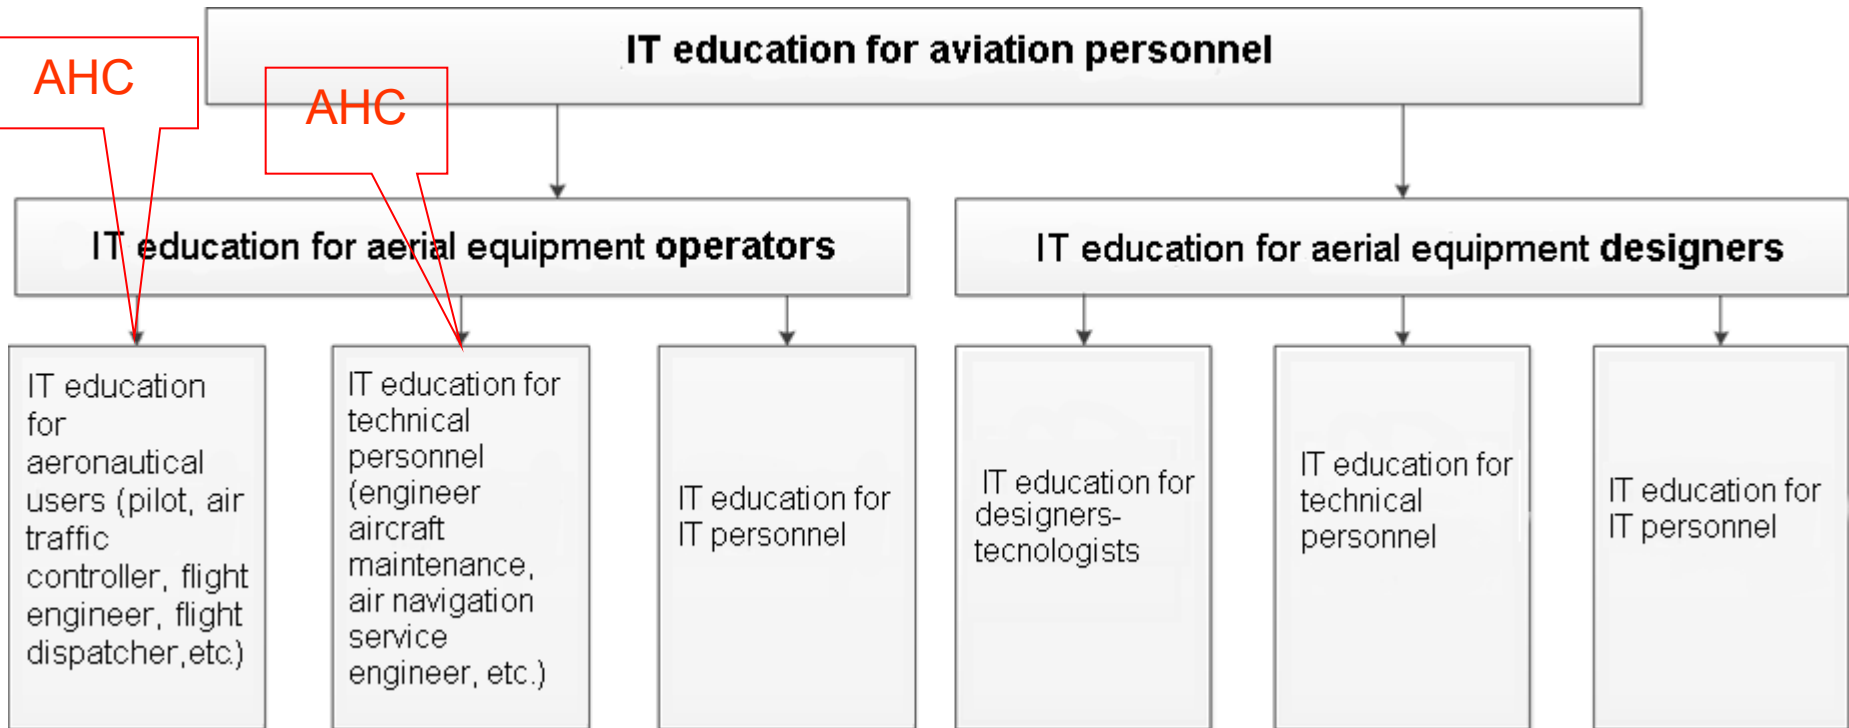 IT education for aviation personnel
AHC
AHC
IT education for aerial equipment operators
IT education for aerial equipment designers
IT education
for
aeronautical
users (pilot, air
traffic
controller, flight
engineer, flight
dispatcher,etc.)
IT education for
technical
personnel
(engineer
aircraft
maintenance,
air navigation
service
engineer, etc.)
IT education for
IT personnel
IT education for
designers-
tecnologists
IT education for
technical
personnel
IT education for
IT personnel